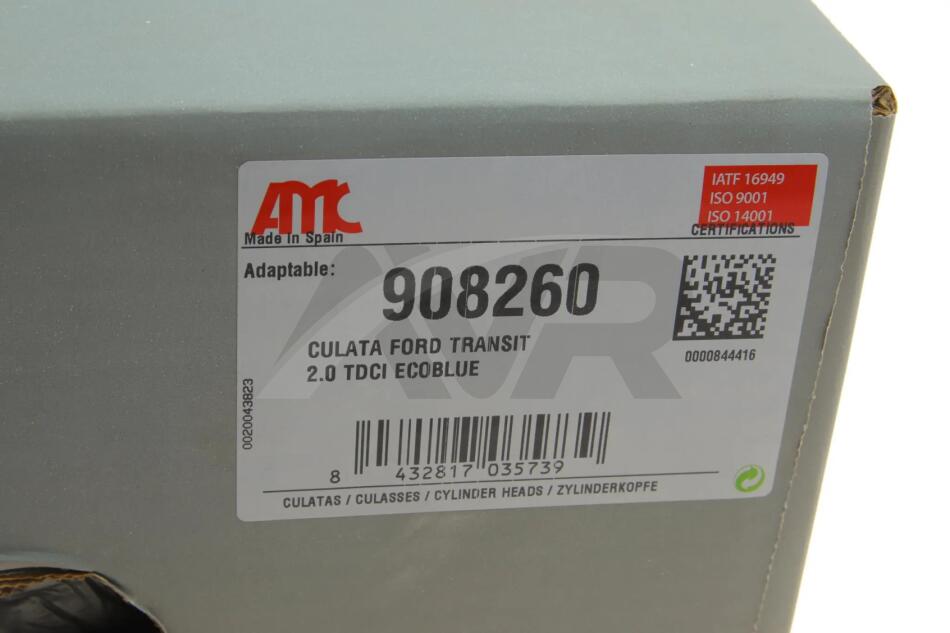 AMC
Made in Spain
IATF 16949
ISO 9001
ISO 14001
CERTIFICATIONS
Adaptable:
908260
CULATA FORD TRANSIT
2.0 TDCI ECOBLUE
0000844416
0020043823
8 432817 035739
CULATAS / CULASSES / CYLINDER HEADS / ZYLINDERKOPFE
AVR